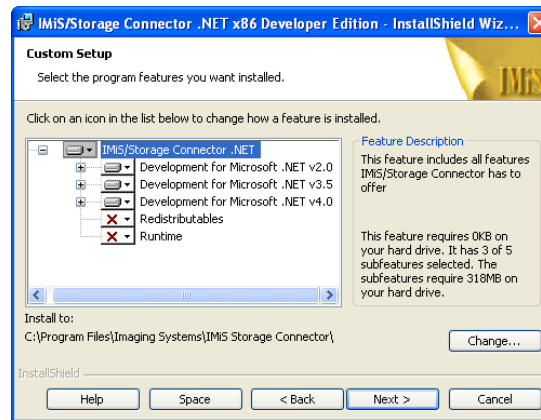 IMiS/Storage Connector .NET x86 Developer Edition - InstallShield Wiz...
Custom Setup
Select the program features you want installed.
IMiS
Click on an icon in the list below to change how a feature is installed.
IMiS/Storage Connector .NET
Development for Microsoft .NET v2.0
Development for Microsoft .NET v3.5
Development for Microsoft .NET v4.0
Redistributables
Runtime
Feature Description
This feature includes all features
IMiS/Storage Connector has to
offer
This feature requires 0KB on
your hard drive. It has 3 of 5
subfeatures selected. The
subfeatures require 318MB on
your hard drive.
Install to:
C:\Program Files\Imaging Systems\IMiS Storage Connector\
Change...
InstallShield
Help
Space
< Back
Next >
Cancel